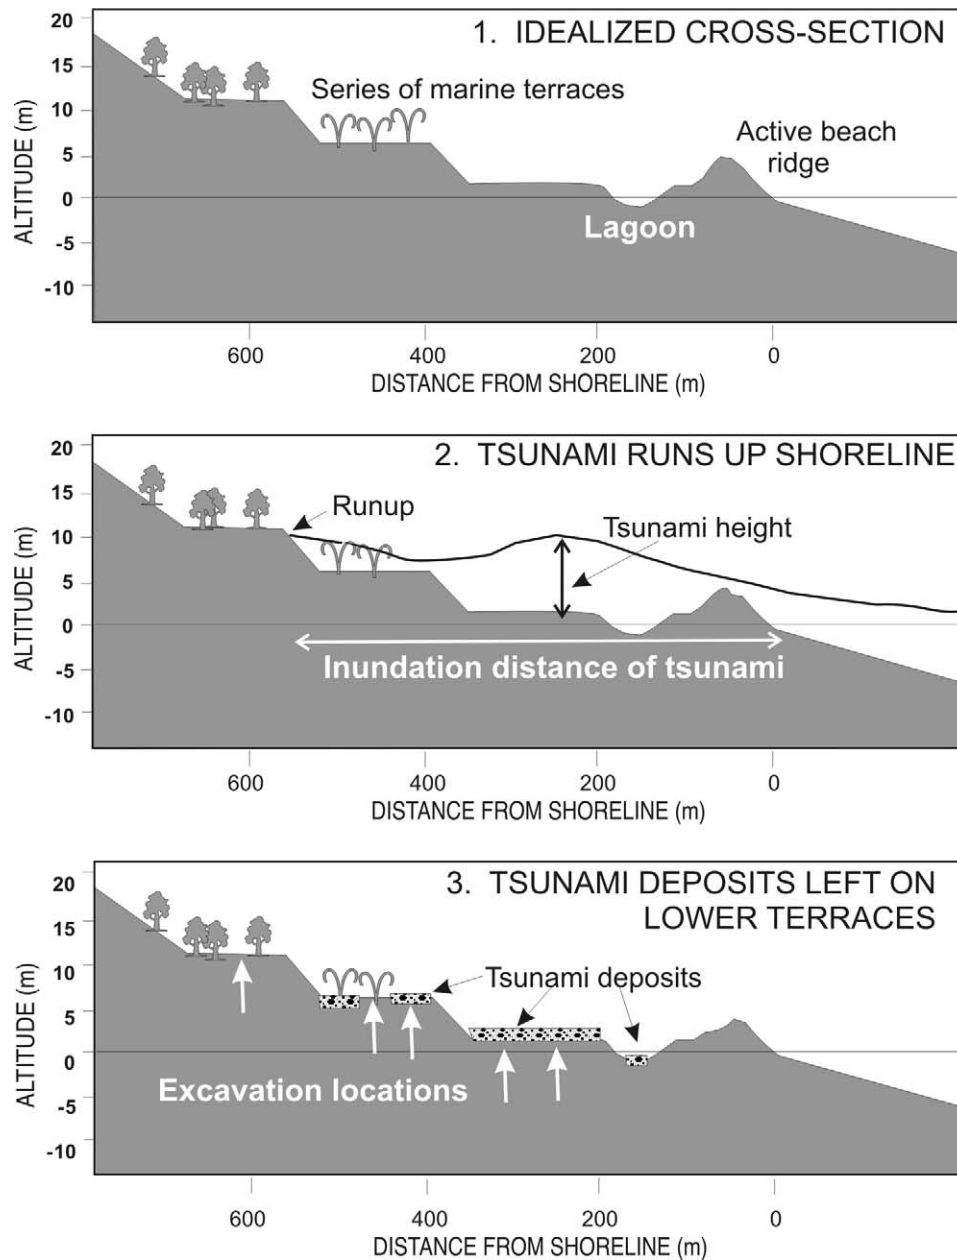 1. IDEALIZED CROSS-SECTION
20
15
10
5
0
-5
-10
ALTITUDE (m)
Series of marine terraces
Active beach
ridge
Lagoon
600
400
200
0
DISTANCE FROM SHORELINE (m)
2. TSUNAMI RUNS UP SHORELINE
20
15
10
5
0
-5
-10
ALTITUDE (m)
Runup
Tsunami height
Inundation distance of tsunami
600
400
200
0
DISTANCE FROM SHORELINE (m)
3. TSUNAMI DEPOSITS LEFT ON
LOWER TERRACES
20
15
10
5
0
-5
-10
ALTITUDE (m)
Tsunami deposits
Excavation locations
600
400
200
0
DISTANCE FROM SHORELINE (m)